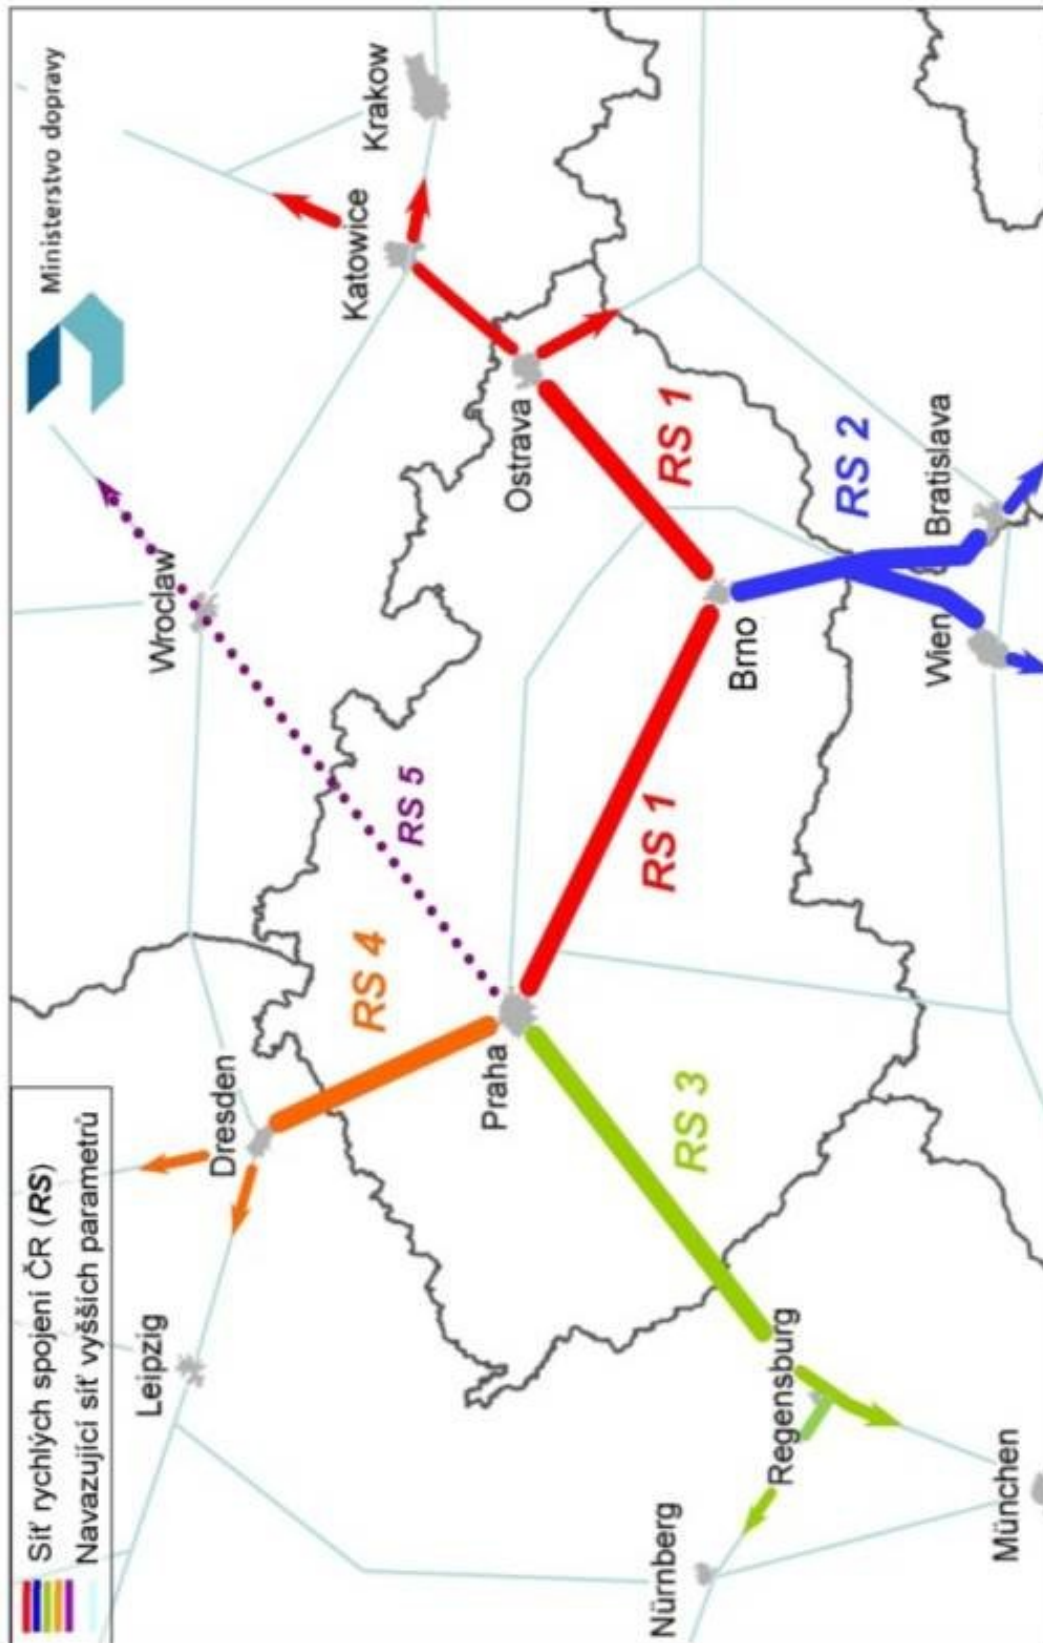 Síť rychlých spojení ČR (RS)
Navazující síť vyšších parametrů
Ministerstvo dopravy
Leipzig
Dresden
Wroclaw
Katowice
Krakow
RS 4
RS 5
Praha
Ostrava
Nürnberg
Regensburg
RS 3
RS 1
RS 1
Brno
RS 2
München
Wien
Bratislava